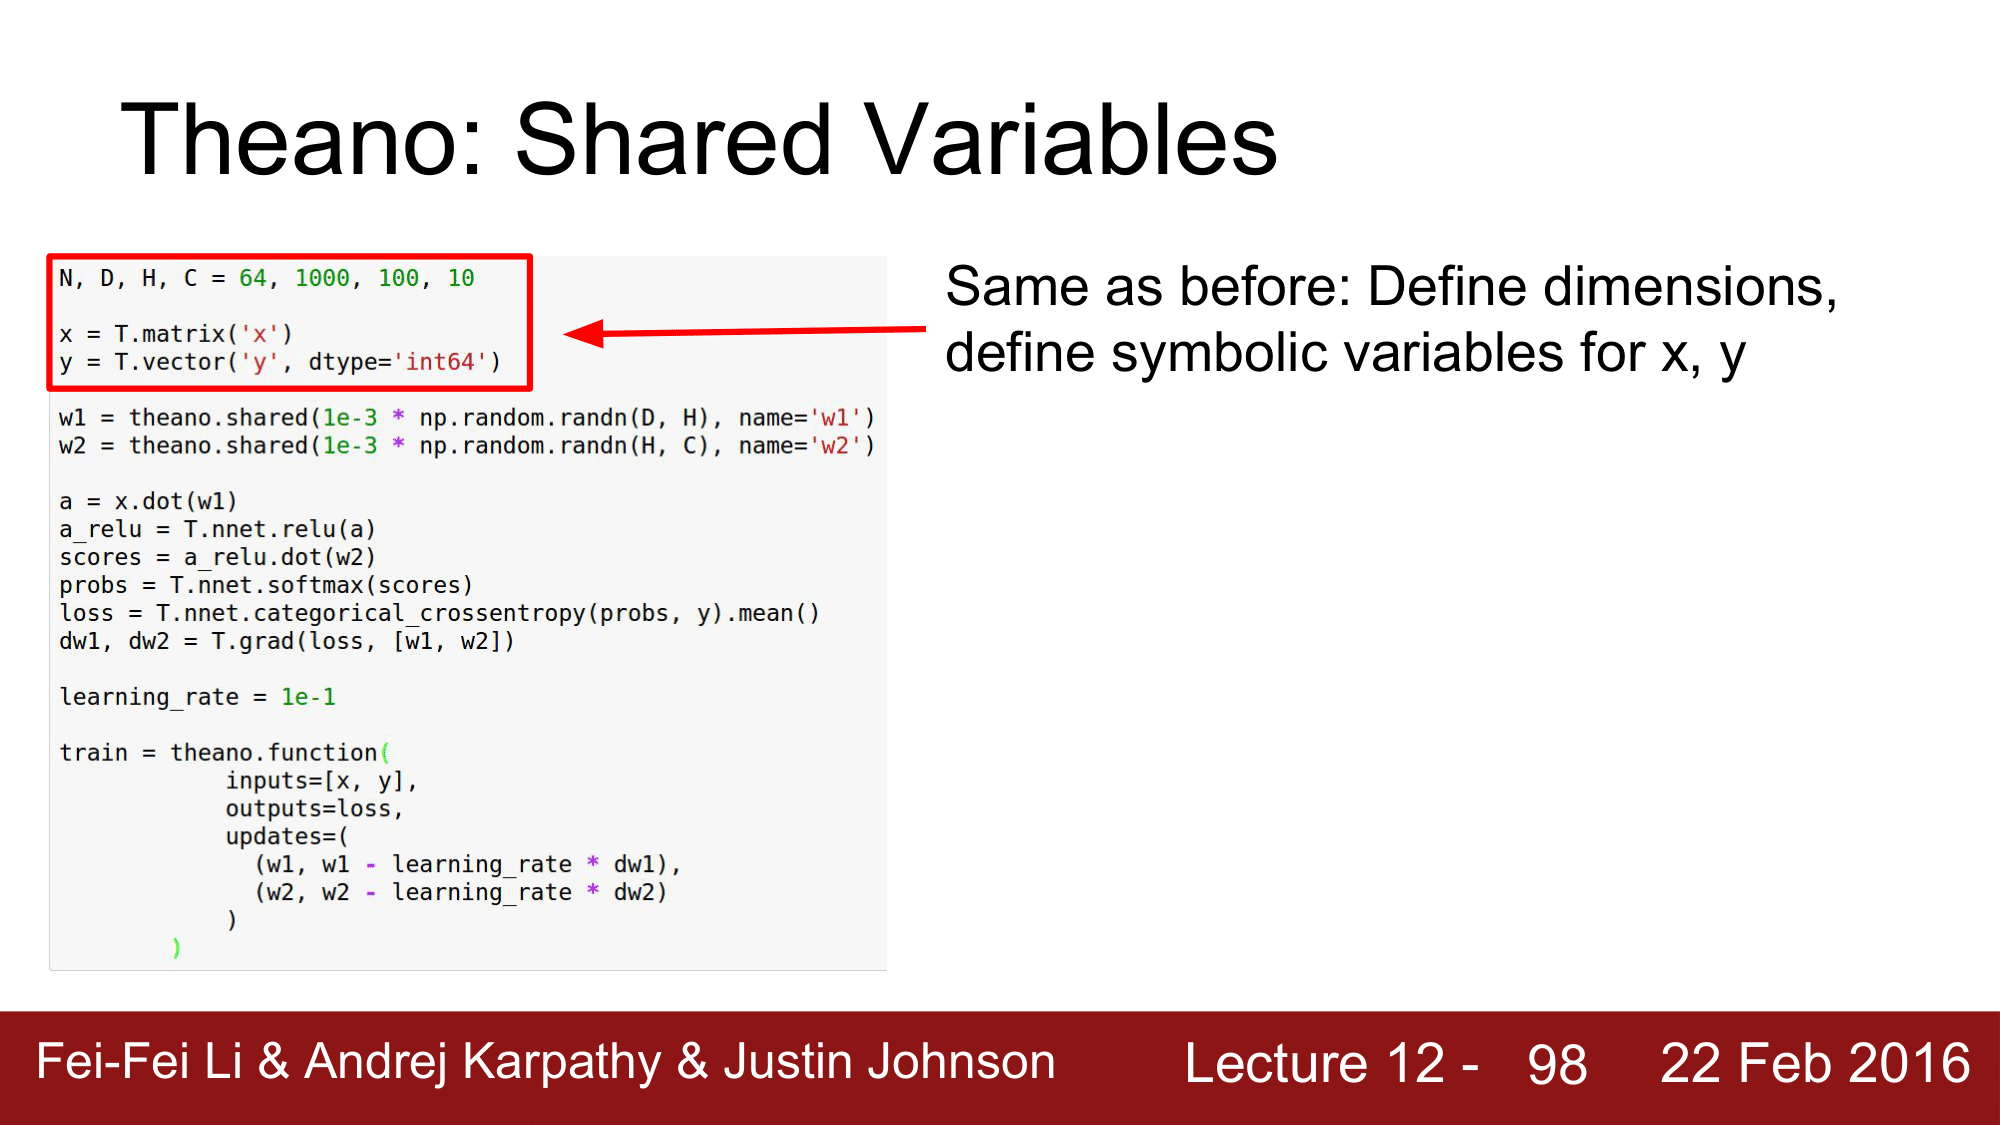 Theano: Shared Variables
N, D, H, C = 64, 1000, 100, 10
x = T.matrix('x')
y = T.vector('y', dtype='int64')
w1 = theano.shared(1e-3 * np.random.randn(D, H), name='w1')
w2 = theano.shared(1e-3 * np.random.randn(H, C), name='w2')
a = x.dot(w1)
a_relu = T.nnet.relu(a)
scores = a_relu.dot(w2)
probs = T.nnet.softmax(scores)
loss = T.nnet.categorical_crossentropy(probs, y).mean()
dw1, dw2 = T.grad(loss, [w1, w2])
learning_rate = 1e-1
train = theano.function(
inputs=[x, y],
outputs=loss,
updates=(
(w1, w1 - learning_rate * dw1),
(w2, w2 - learning_rate * dw2)
)
)
Same as before: Define dimensions,
define symbolic variables for x, y
Fei-Fei Li & Andrej Karpathy & Justin Johnson
Lecture 12 - 98
22 Feb 2016